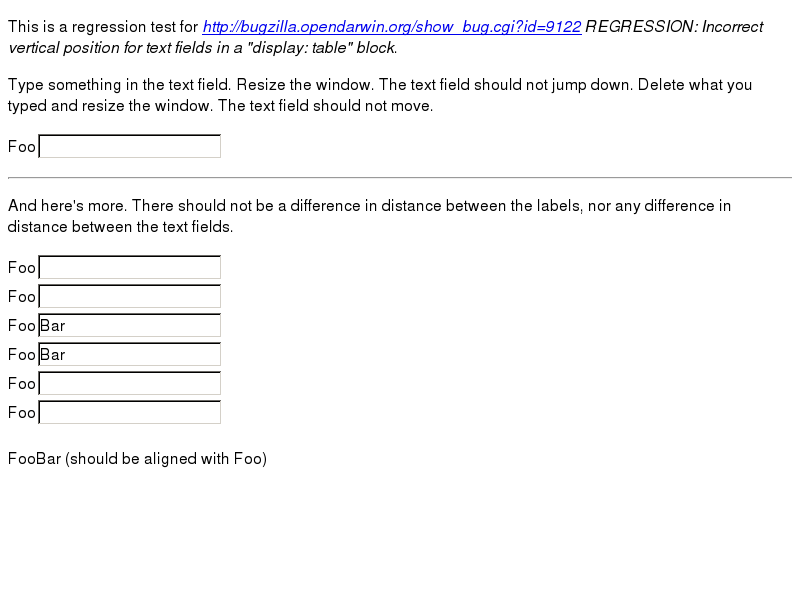 This is a regression test for http://bugzilla.opendarwin.org/show_bug.cgi?id=9122 REGRESSION: Incorrect
vertical position for text fields in a "display: table" block.
Type something in the text field. Resize the window. The text field should not jump down. Delete what you
typed and resize the window. The text field should not move.
Foo
And here's more. There should not be a difference in distance between the labels, nor any difference in
distance between the text fields.
Foo
Foo
Foo Bar
Foo Bar
Foo
Foo
FooBar (should be aligned with Foo)